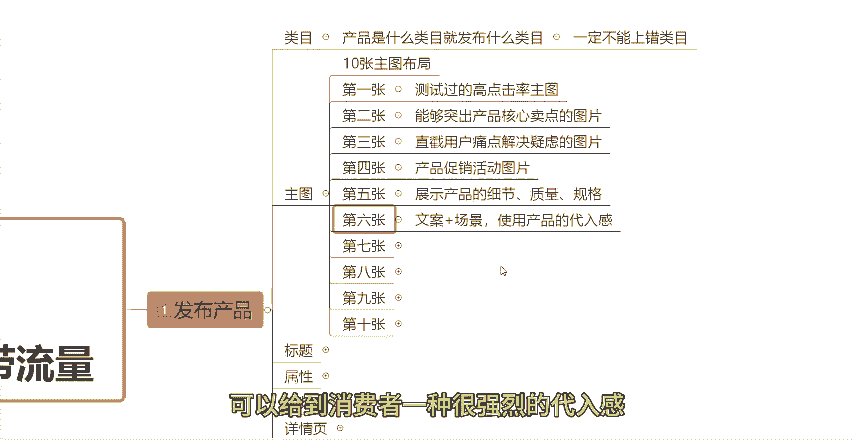 类目 产品是什么类目就发布什么类目 一定不能上错类目
10张主图布局
第一张 测试过的高点击率主图
第二张 能够突出产品核心卖点的图片
第三张 直戳用户痛点解决疑虑的图片
第四张 产品促销活动图片
主图 第五张 展示产品的细节、质量、规格
第六张 文案+场景，使用产品的代入感
第七张
第八张
第九张
1.发布产品
第十张
标题
带流量
属性
可以给到消费者一种很强烈的代入感
详情页